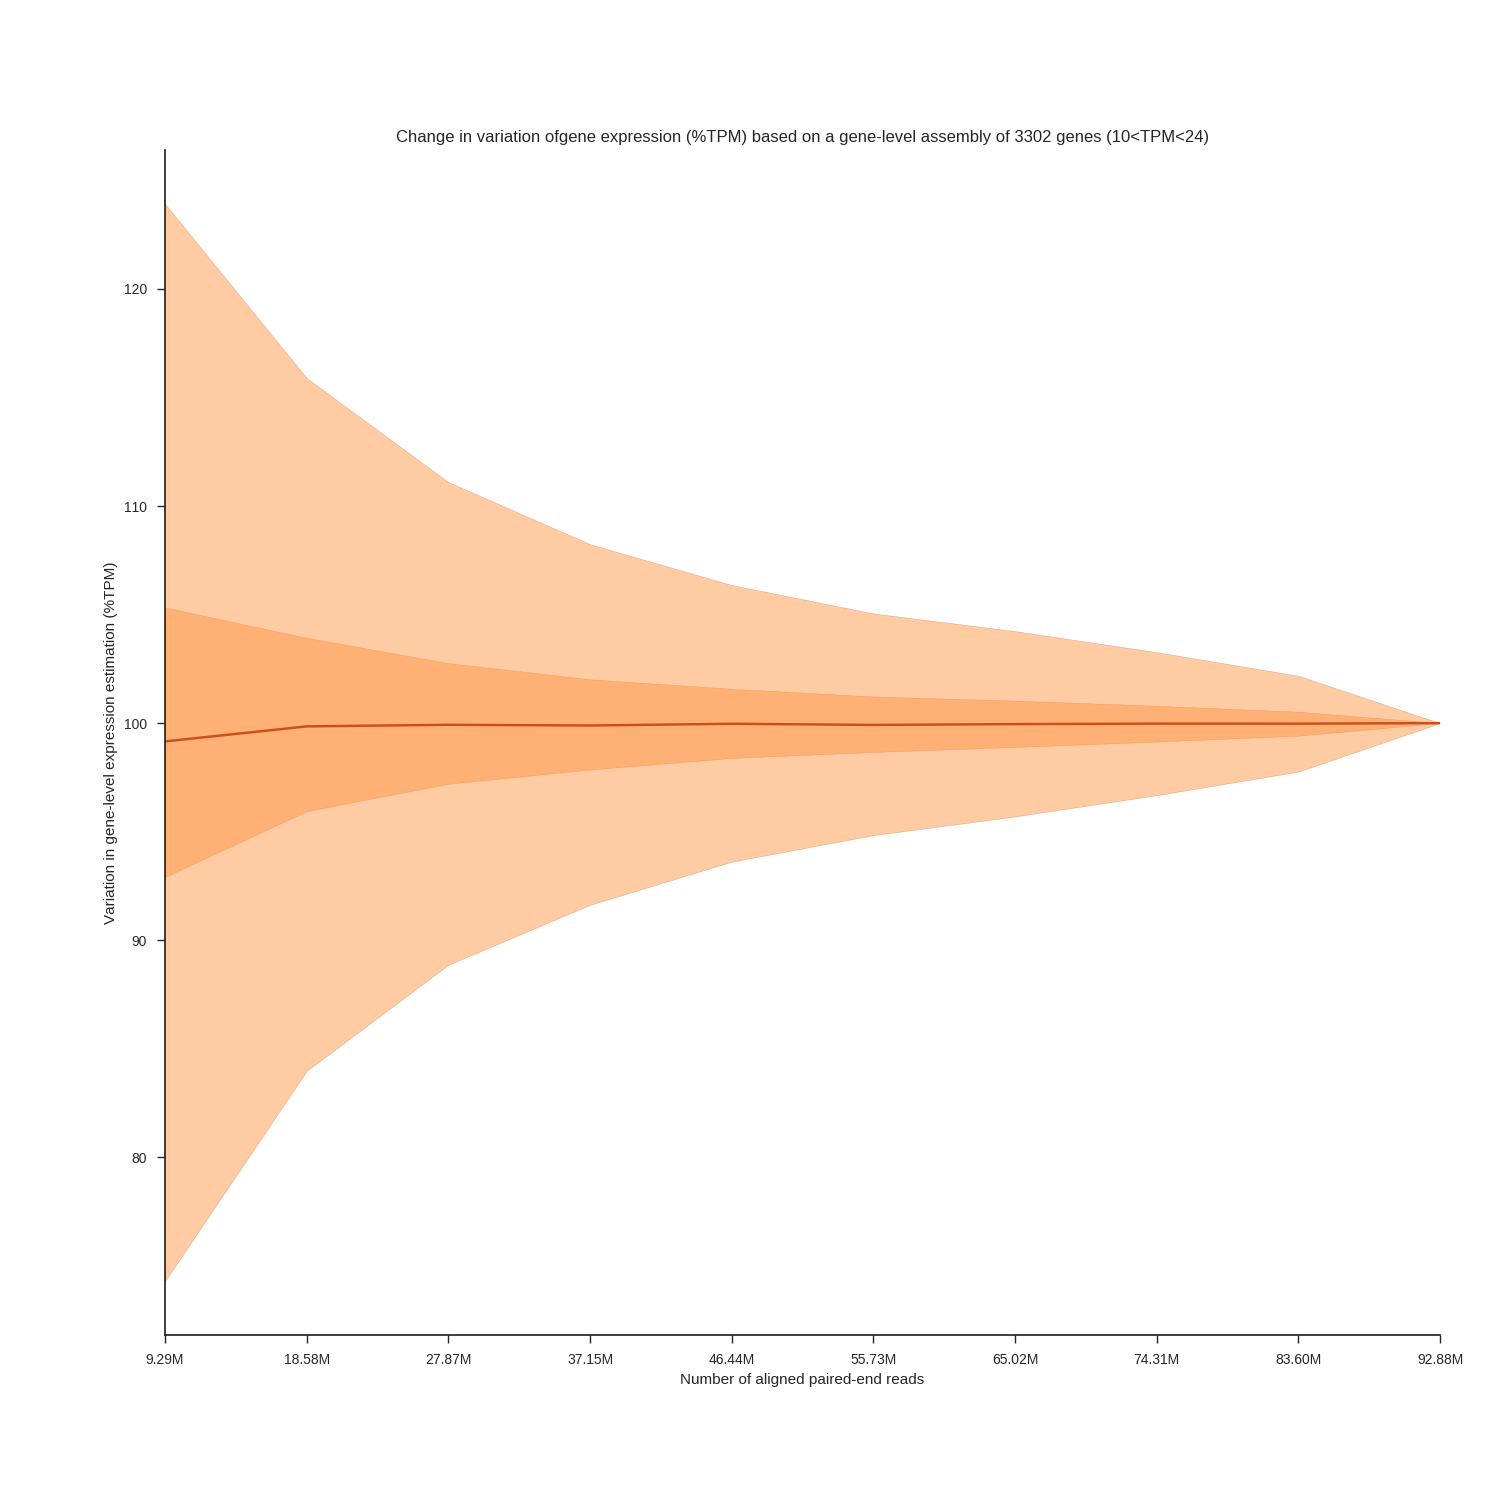 Change in variation ofgene expression (%TPM) based on a gene-level assembly of 3302 genes (10<TPM<24)
Variation in gene-level expression estimation (%TPM)
120
110
100
90
80
9.29M 18.58M 27.87M 37.15M 46.44M 55.73M 65.02M 74.31M 83.60M 92.88M
Number of aligned paired-end reads